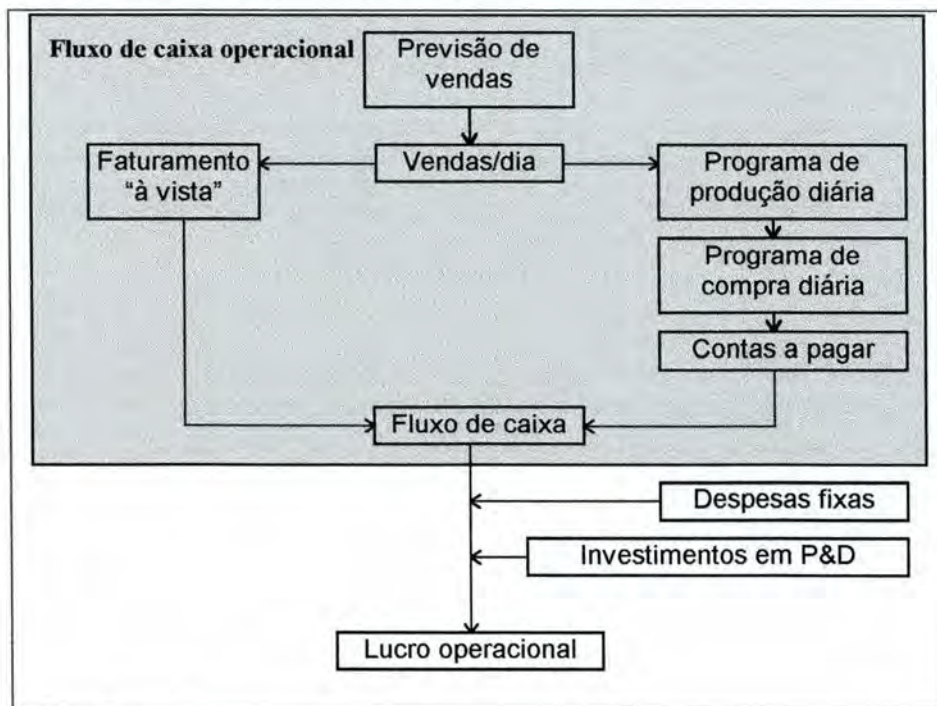 Fluxo de caixa operacional
Previsão de
vendas
Faturamento
“à vista”
Vendas/dia
Programa de
produção diária
Programa de
compra diária
Contas a pagar
Fluxo de caixa
Despesas fixas
Investimentos em P&D
Lucro operacional